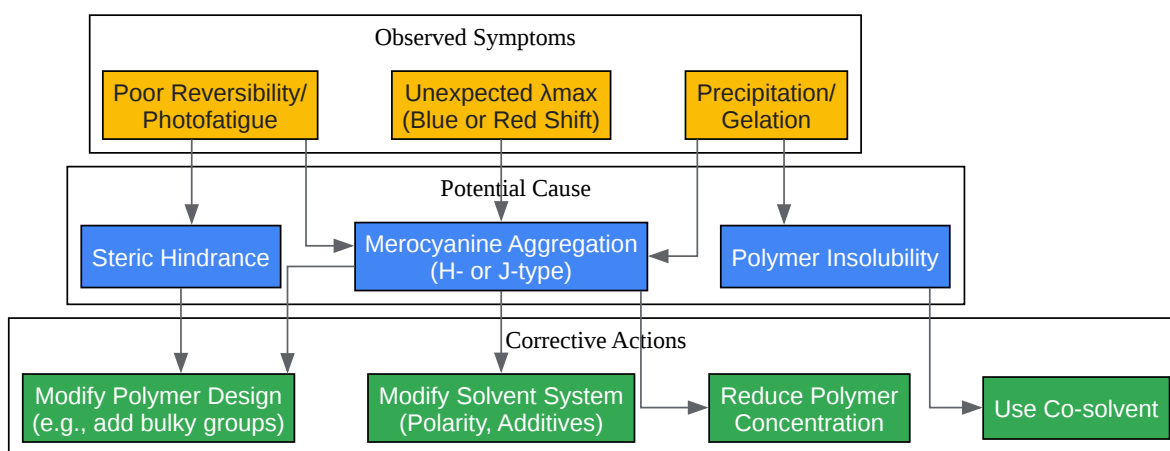 Observed Symptoms
Poor Reversibility/
Photofatigue
Unexpected λmax
(Blue or Red Shift)
Precipitation/
Gelation
Potential Cause
Steric Hindrance
Merocyanine Aggregation
(H- or J-type)
Polymer Insolubility
Corrective Actions
Modify Polymer Design
(e.g., add bulky groups)
Modify Solvent System
(Polarity, Additives)
Reduce Polymer
Concentration
Use Co-solvent